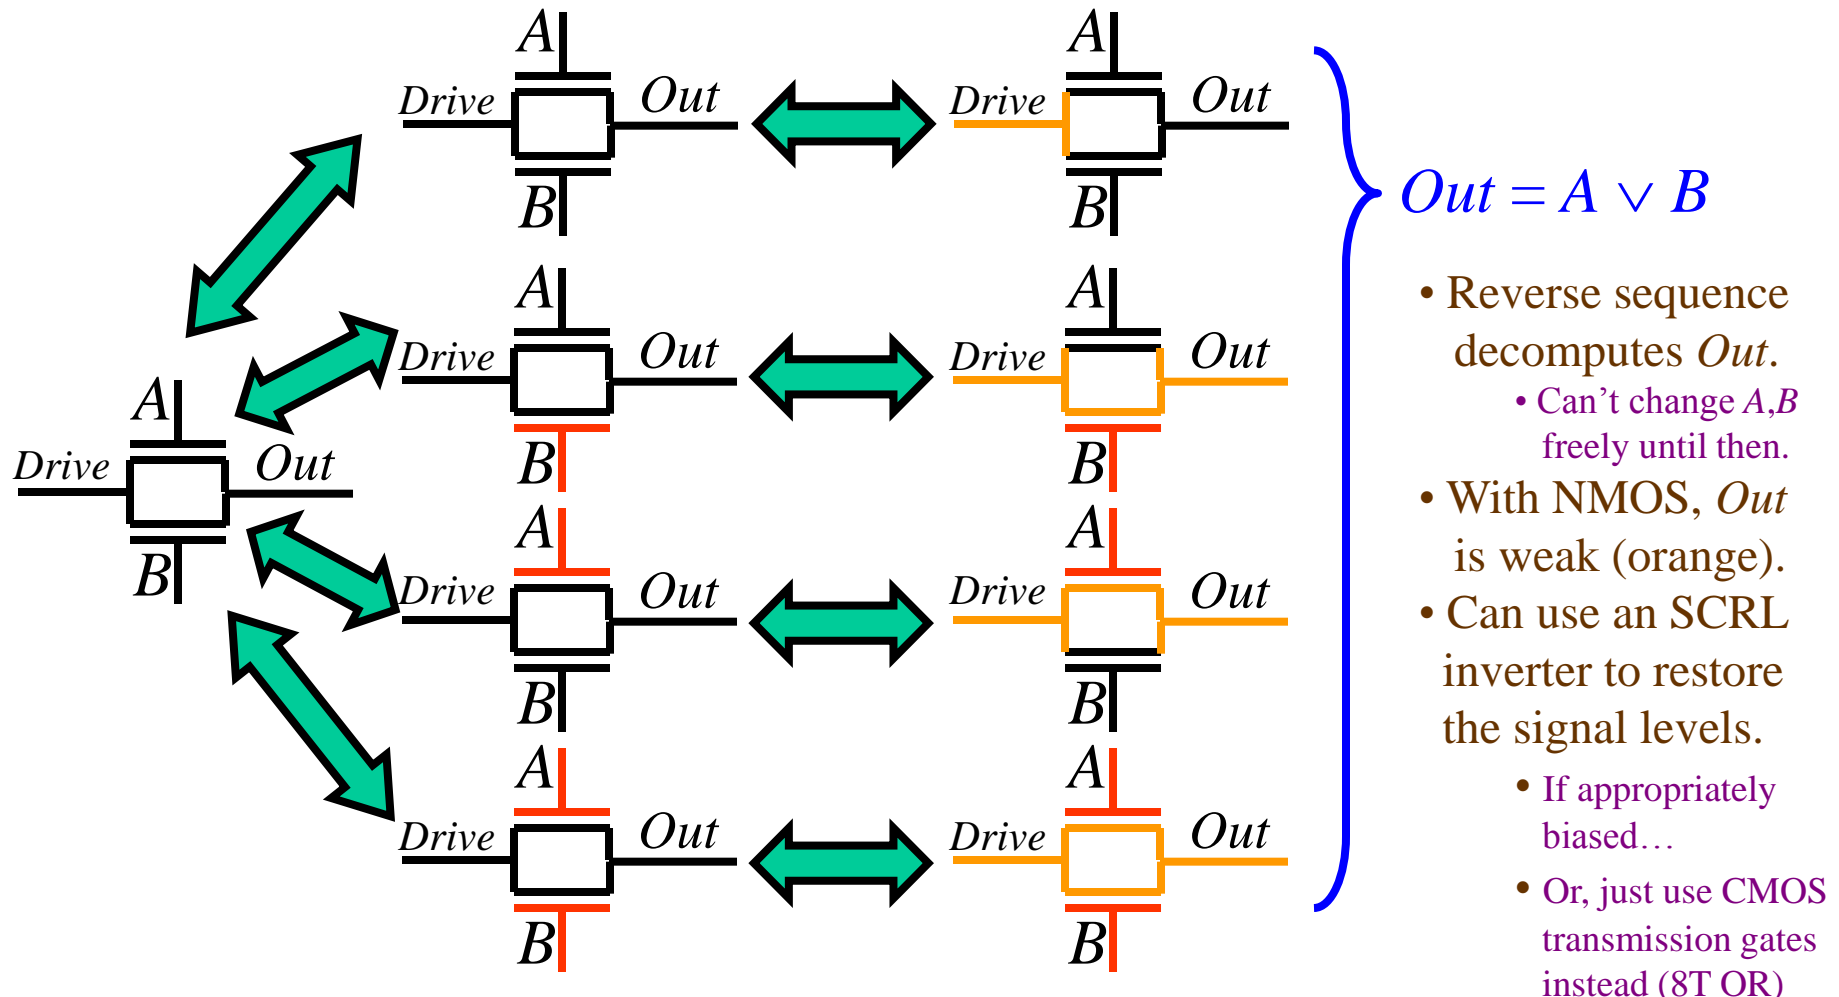 A
Drive Out
B
A
Drive Out
B
A
Drive Out
B
A
Drive Out
B
A
Drive Out
B
A
Drive Out
B
A
Drive Out
B
A
Drive Out
B
A
Drive Out
B
Out = A ∨ B
• Reverse sequence
decomputes Out.
• Can’t change A,B
freely until then.
• With NMOS, Out
is weak (orange).
• Can use an SCRL
inverter to restore
the signal levels.
• If appropriately
biased…
• Or, just use CMOS
transmission gates
instead (8T OR)